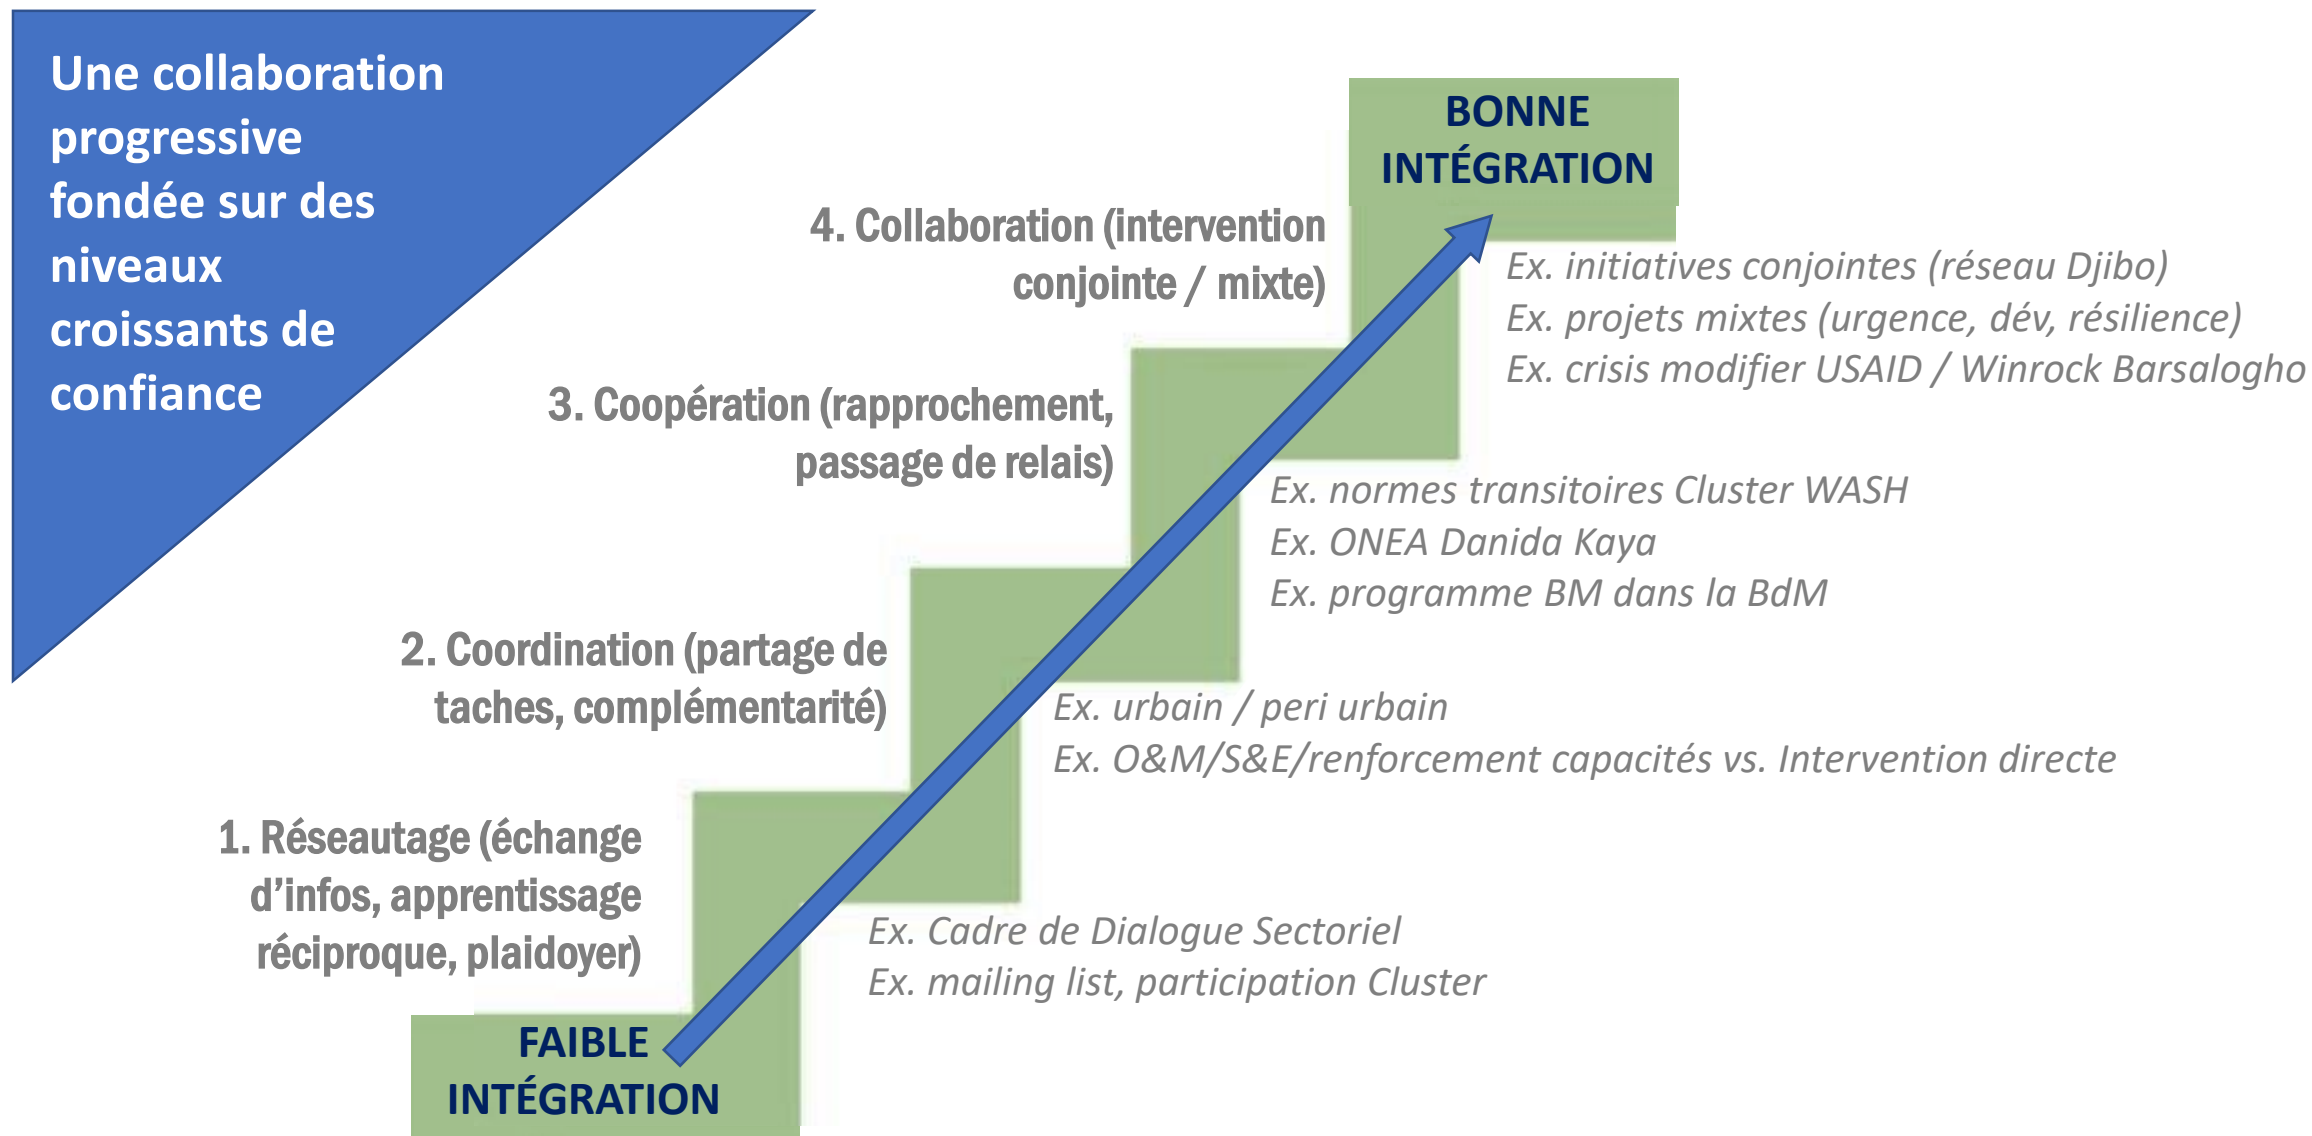 Une collaboration
progressive
fondée sur des
niveaux
croissants de
confiance
BONNE
INTÉGRATION
4. Collaboration (intervention
conjointe / mixte)
Ex. initiatives conjointes (réseau Djibo)
Ex. projets mixtes (urgence, dév, résilience)
Ex. crisis modifier USAID / Winrock Barsalogho
3. Coopération (rapprochement,
passage de relais)
Ex. normes transitoires Cluster WASH
Ex. ONEA Danida Kaya
Ex. programme BM dans la BdM
2. Coordination (partage de
taches, complémentarité)
Ex. urbain / peri urbain
Ex. O&M/S&E/renforcement capacités vs. Intervention directe
1. Réseautage (échange
d’infos, apprentissage
réciproque, plaidoyer)
Ex. Cadre de Dialogue Sectoriel
Ex. mailing list, participation Cluster
FAIBLE
INTÉGRATION